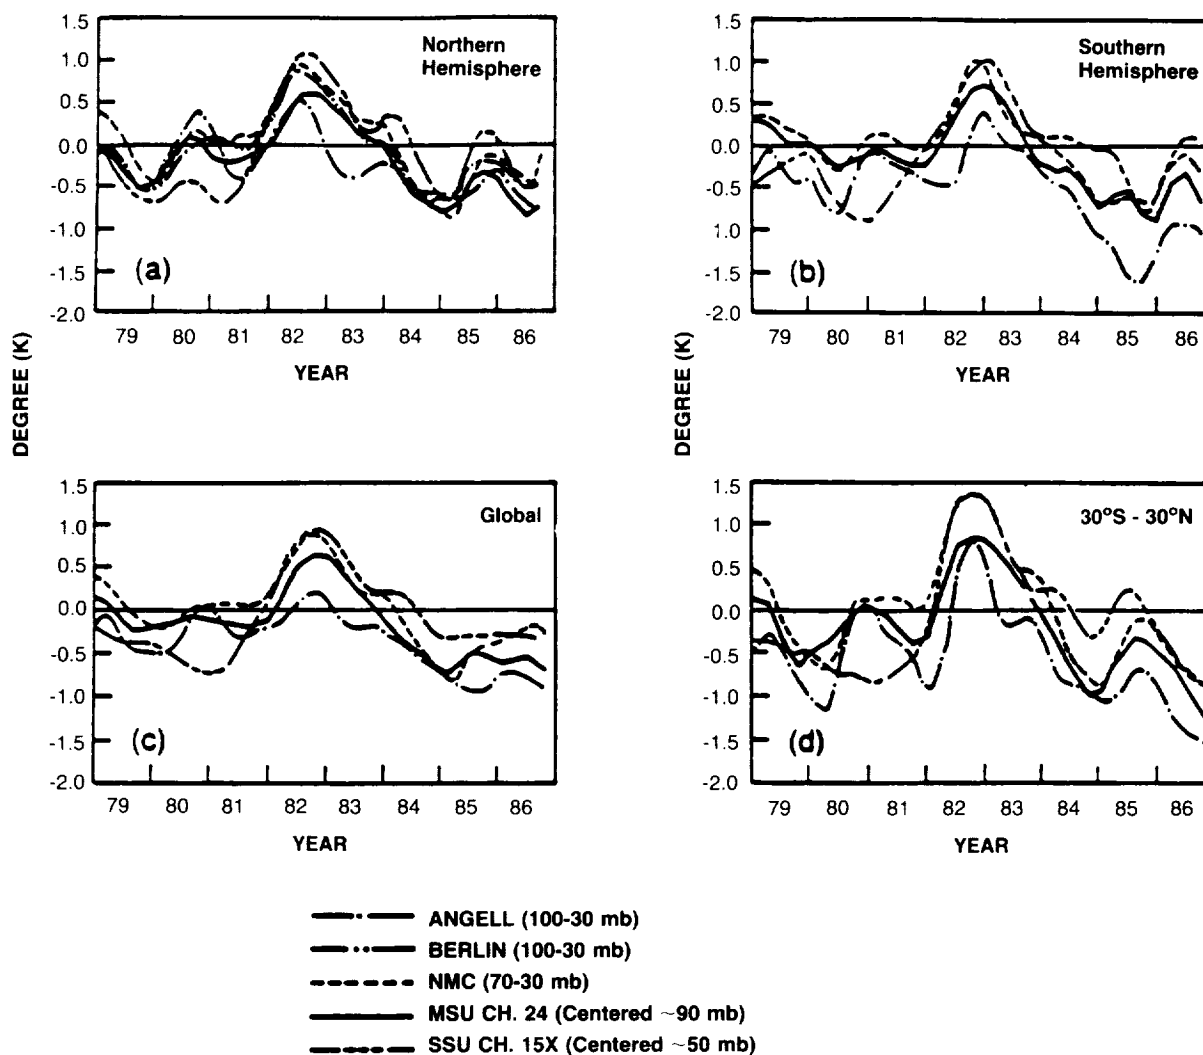 1.5
1.0
0.5
0.0
-0.5
-1.0
-1.5
-2.0
Northern
Hemisphere
(a)
79 80 81 82 83 84 85 86
YEAR
1.5
1.0
0.5
0.0
-0.5
-1.0
-1.5
-2.0
Southern
Hemisphere
(b)
79 80 81 82 83 84 85 86
YEAR
DEGREE (K)
DEGREE (K)
1.5
1.0
0.5
0.0
-0.5
-1.0
-1.5
-2.0
Global
(c)
79 80 81 82 83 84 85 86
YEAR
1.5
1.0
0.5
0.0
-0.5
-1.0
-1.5
-2.0
30°S - 30°N
(d)
79 80 81 82 83 84 85 86
YEAR
ANGELL (100-30 mb)
BERLIN (100-30 mb)
NMC (70-30 mb)
MSU CH. 24 (Centered ~90 mb)
SSU CH. 15X (Centered ~50 mb)